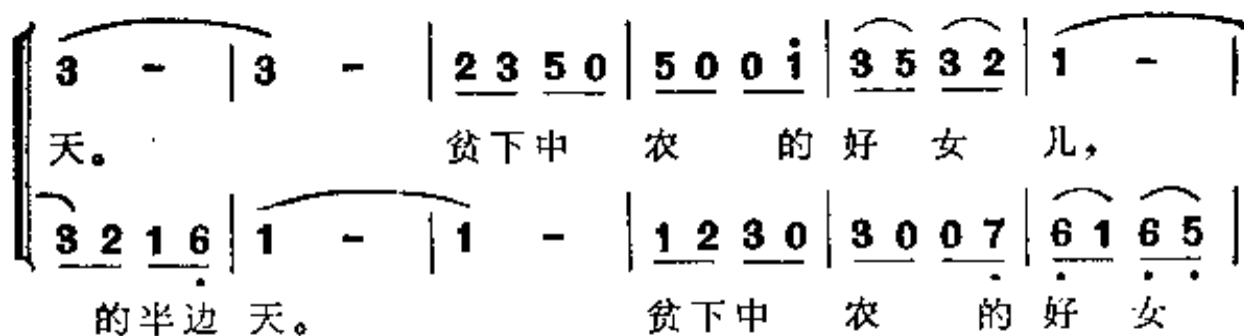 3 - | 3 - | 2 3 5 0 | 5 0 0 i | 3 5 3 2 | 1 - |
天。 贫下中 农 的 好 女 儿，
3 2 1 6 | 1 - | 1 - | 1 2 3 0 | 3 0 0 7 | 6 1 6 5 |
的半边 天。 贫下中 农 的 好 女